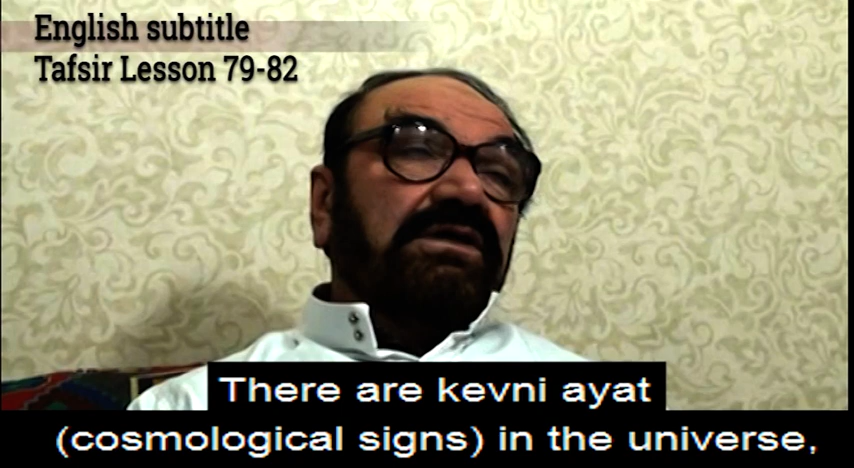 English subtitle
Tafsir Lesson 79-82
There are kevni ayat
(cosmological signs) in the universe,